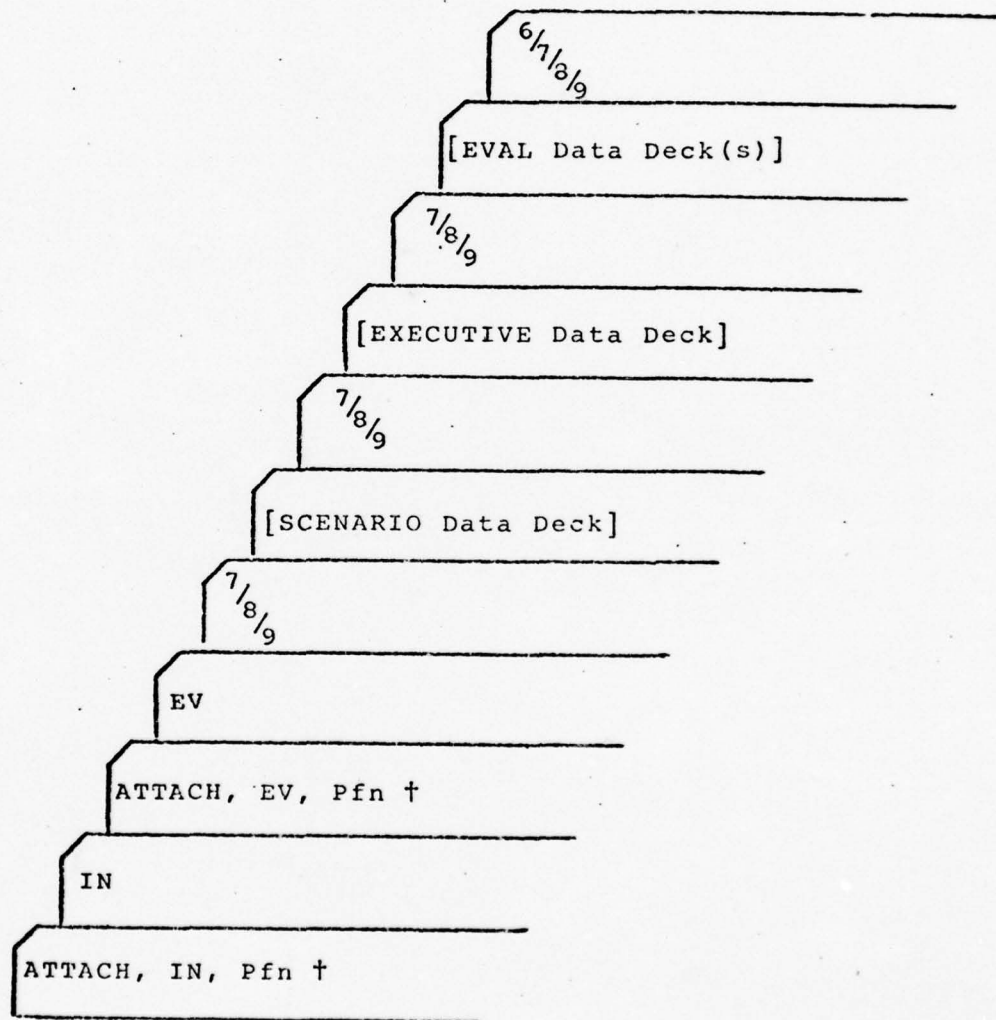 6/7/8/9
[EVAL Data Deck(s)]
7/8/9
[EXECUTIVE Data Deck]
7/8/9
[SCENARIO Data Deck]
7/8/9
EV
ATTACH, EV, Pfn †
IN
ATTACH, IN, Pfn †